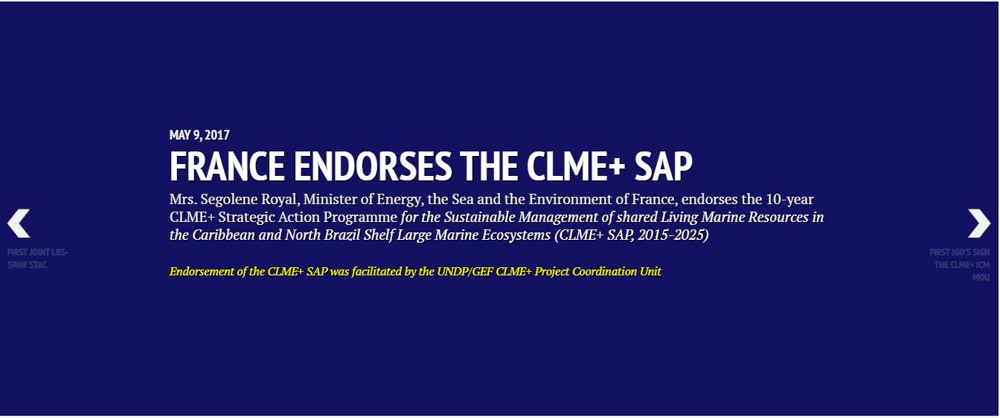 MAY 9, 2017
FRANCE ENDORSES THE CLME+ SAP
Mrs. Segolene Royal, Minister of Energy, the Sea and the Environment of France, endorses the 10-year
CLME+ Strategic Action Programme for the Sustainable Management of shared Living Marine Resources in
the Caribbean and North Brazil Shelf Large Marine Ecosystems (CLME+ SAP, 2015-2025)
Endorsement of the CLME+ SAP was facilitated by the UNDP/GEF CLME+ Project Coordination Unit
FIRST JOINT LBS-
SPAW STAC
FIRST IGO'S SIGN
THE CLME+ ICM
MOU